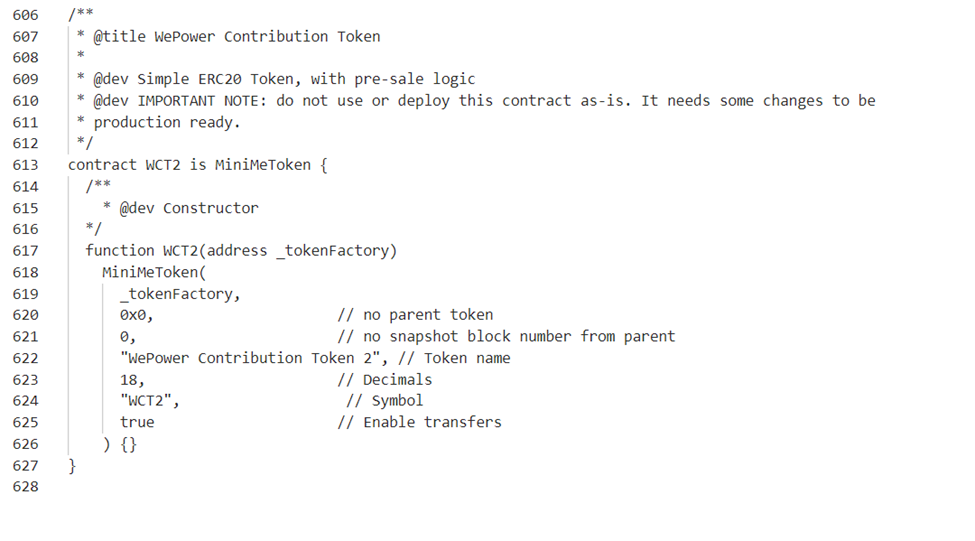 606 /**
607 * @title WePower Contribution Token
608 *
609 * @dev Simple ERC20 Token, with pre-sale logic
610 * @dev IMPORTANT NOTE: do not use or deploy this contract as-is. It needs some changes to be
611 * production ready.
612 */
613 contract WCT2 is MiniMeToken {
614 /**
615 * @dev Constructor
616 */
617 function WCT2(address _tokenFactory)
618 MiniMeToken(
619 _tokenFactory,
620 0x0, // no parent token
621 0, // no snapshot block number from parent
622 "WePower Contribution Token 2", // Token name
623 18, // Decimals
624 "WCT2", // Symbol
625 true // Enable transfers
626 ) {}
627 }
628